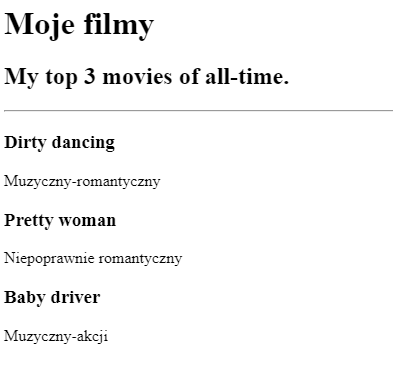 Moje filmy
My top 3 movies of all-time.
Dirty dancing
Muzyczny-romantyczny
Pretty woman
Niepoprawnie romantyczny
Baby driver
Muzyczny-akcji